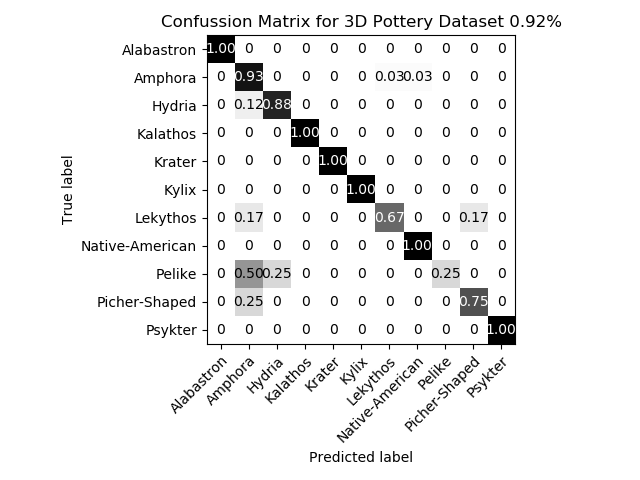 Confussion Matrix for 3D Pottery Dataset 0.92%
Alabastron 1.00 0 0 0 0 0 0 0 0 0 0
Amphora 0 0.93 0 0 0 0 0.03 0.03 0 0 0
Hydria 0 0.12 0.88 0 0 0 0 0 0 0 0
Kalathos 0 0 0 1.00 0 0 0 0 0 0 0
Krater 0 0 0 0 1.00 0 0 0 0 0 0
Kylix 0 0 0 0 0 1.00 0 0 0 0 0
Lekythos 0 0.17 0 0 0 0 0.67 0 0 0.17 0
Native-American 0 0 0 0 0 0 0 1.00 0 0 0
Pelike 0 0.50 0.25 0 0 0 0 0 0.25 0 0
Picher-Shaped 0 0.25 0 0 0 0 0 0 0 0.75 0
Psykter 0 0 0 0 0 0 0 0 0 0 1.00
True label
Alabastron Amphora Hydria Kalathos Krater Kylix Lekythos Native-American Pelike Picher-Shaped Psykter
Predicted label